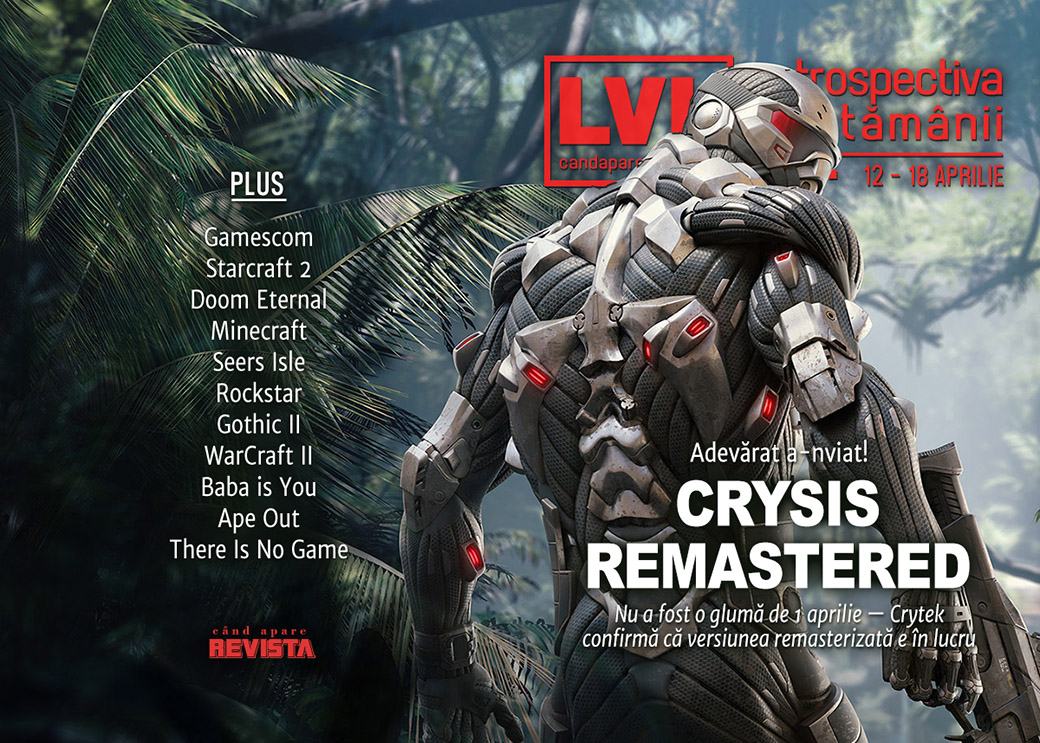 LVI
candapare
trospectiva
tămânii
12 - 18 APRILIE
PLUS
Gamescom
Starcraft 2
Doom Eternal
Minecraft
Seers Isle
Rockstar
Gothic II
WarCraft II
Baba is You
Ape Out
There Is No Game
când apare
REVISTA
Adevărat a-nviat!
CRYSIS
REMASTERED
Nu a fost o glumă de 1 aprilie — Crytek
confirmă că versiunea remasterizată e în lucru